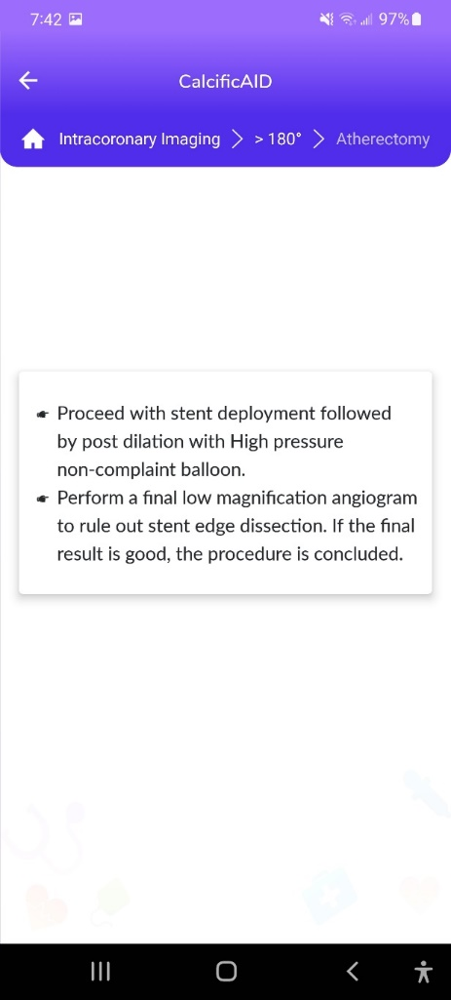 7:42 97%
CalcificAID
Intracoronary Imaging > 180° Atherectomy
Proceed with stent deployment followed
by post dilation with High pressure
non-complaint balloon.
Perform a final low magnification angiogram
to rule out stent edge dissection. If the final
result is good, the procedure is concluded.